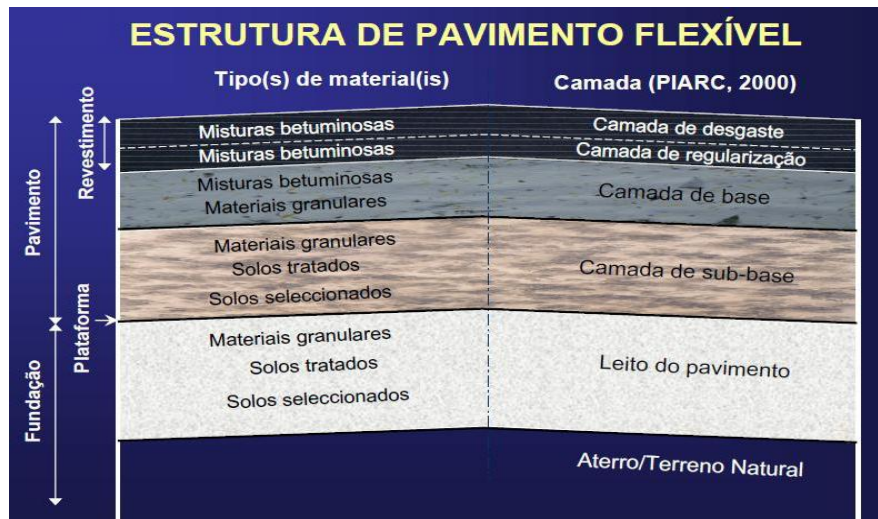 ESTRUTURA DE PAVIMENTO FLEXÍVEL
Tipo(s) de material(is)
Camada (PIARC, 2000)
Revestimento
Pavimento
Plataforma
Fundação
Misturas betuminosas
Camada de desgaste
Misturas betuminosas
Camada de regularização
Misturas betuminosas
Materiais granulares
Camada de base
Materiais granulares
Solos tratados
Solos seleccionados
Camada de sub-base
Materiais granulares
Solos tratados
Solos seleccionados
Leito do pavimento
Aterro/Terreno Natural